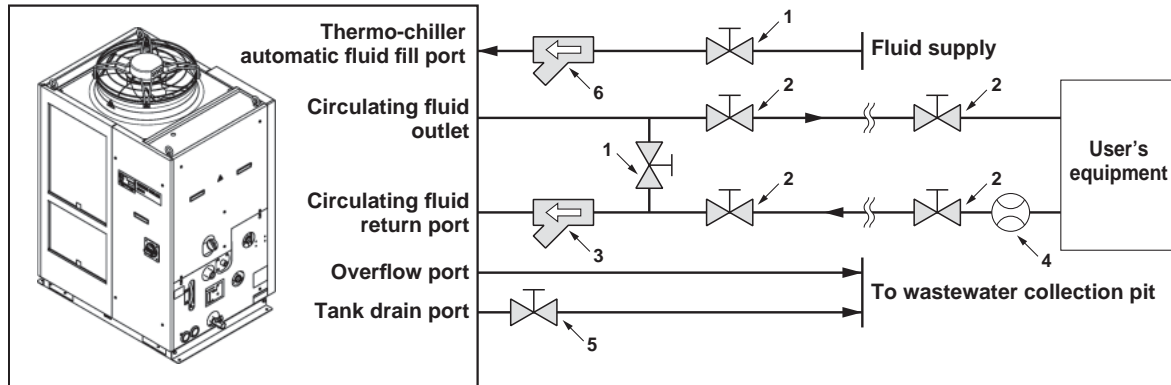 Thermo-chiller
automatic fluid fill port
1
Fluid supply
6
Circulating fluid
outlet
2
2
1
User's
equipment
Circulating fluid
return port
2
2
3
4
Overflow port
To wastewater collection pit
Tank drain port
5